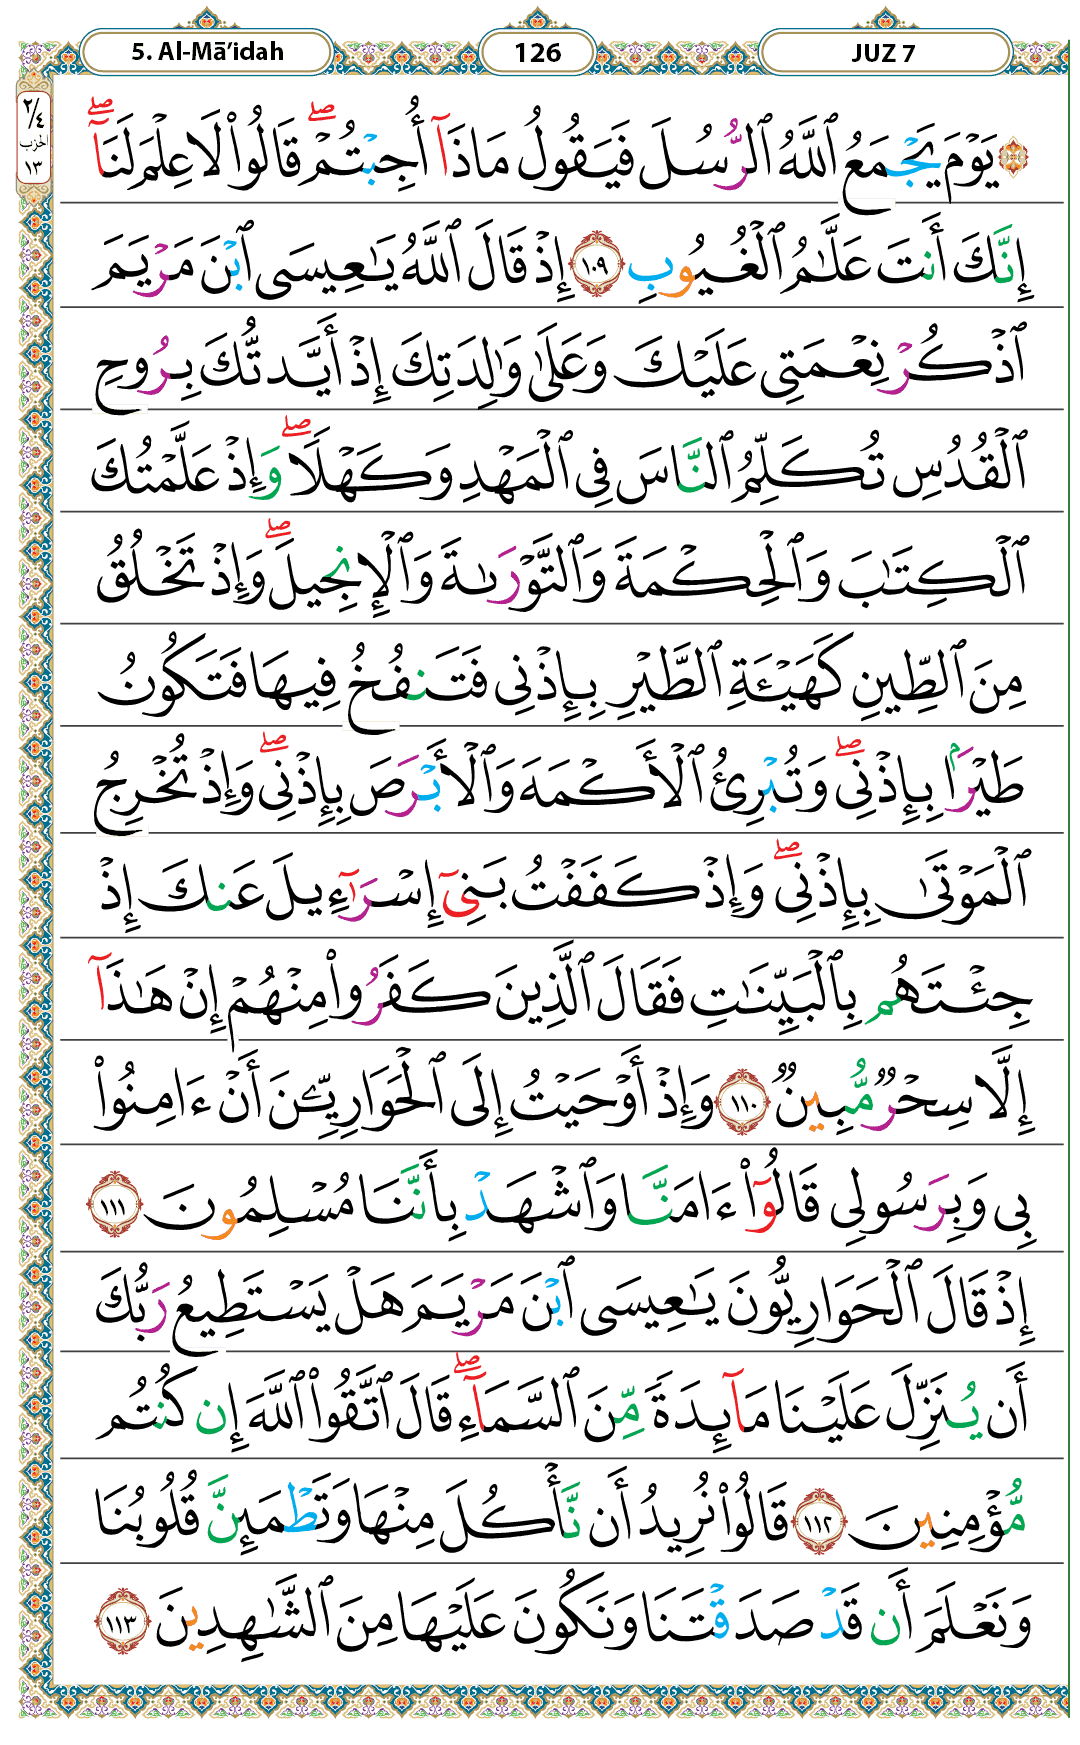 5. Al-Mā’idah
126
JUZ 7
٢/٤
اَحْزِب
١٣
۞ يَوْمَ يَجْمَعُ ٱللَّهُ ٱلرُّسُلَ فَيَقُولُ مَاذَآ أُجِبْتُمْ ۖ قَالُوا۟ لَا عِلْمَ لَنَآ ۖ
إِنَّكَ أَنتَ عَلَّـٰمُ ٱلْغُيُوبِ ١٠٩ إِذْ قَالَ ٱللَّهُ يَـٰعِيسَى ٱبْنَ مَرْيَمَ
ٱذْكُرْ نِعْمَتِى عَلَيْكَ وَعَلَىٰ وَٰلِدَتِكَ إِذْ أَيَّدتُّكَ بِرُوحِ
ٱلْقُدُسِ تُكَلِّمُ ٱلنَّاسَ فِى ٱلْمَهْدِ وَكَهْلًا ۖ وَإِذْ عَلَّمْتُكَ
ٱلْكِتَـٰبَ وَٱلْحِكْمَةَ وَٱلتَّوْرَىٰةَ وَٱلْإِنجِيلَ ۖ وَإِذْ تَخْلُقُ
مِنَ ٱلطِّينِ كَهَيْـَٔةِ ٱلطَّيْرِ بِإِذْنِى فَتَنفُخُ فِيهَا فَتَكُونُ
طَيْرًۢا بِإِذْنِى ۖ وَتُبْرِئُ ٱلْأَكْمَهَ وَٱلْأَبْرَصَ بِإِذْنِى ۖ وَإِذْ تُخْرِجُ
ٱلْمَوْتَىٰ بِإِذْنِى ۖ وَإِذْ كَفَفْتُ بَنِىٓ إِسْرَٰٓءِيلَ عَنكَ إِذْ
جِئْتَهُم بِٱلْبَيِّنَـٰتِ فَقَالَ ٱلَّذِينَ كَفَرُوا۟ مِنْهُمْ إِنْ هَـٰذَآ
إِلَّا سِحْرٌ مُّبِينٌ ١١٠ وَإِذْ أَوْحَيْتُ إِلَى ٱلْحَوَارِيِّـۧنَ أَنْ ءَامِنُوا۟
بِى وَبِرَسُولِى قَالُوٓا۟ ءَامَنَّا وَٱشْهَدْ بِأَنَّنَا مُسْلِمُونَ ١١١
إِذْ قَالَ ٱلْحَوَارِيُّونَ يَـٰعِيسَى ٱبْنَ مَرْيَمَ هَلْ يَسْتَطِيعُ رَبُّكَ
أَن يُنَزِّلَ عَلَيْنَا مَآئِدَةً مِّنَ ٱلسَّمَآءِ ۖ قَالَ ٱتَّقُوا۟ ٱللَّهَ إِن كُنتُم
مُّؤْمِنِينَ ١١٢ قَالُوا۟ نُرِيدُ أَن نَّأْكُلَ مِنْهَا وَتَطْمَئِنَّ قُلُوبُنَا
وَنَعْلَمَ أَن قَدْ صَدَقْتَنَا وَنَكُونَ عَلَيْهَا مِنَ ٱلشَّـٰهِدِينَ ١١٣